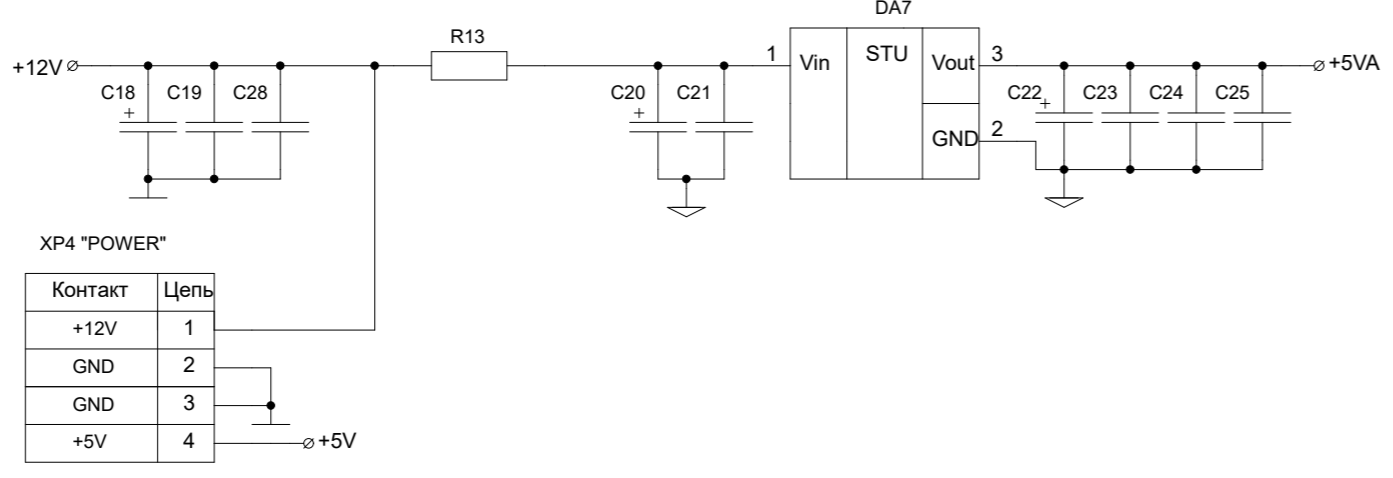 DA7
R13
+12V
1
Vin
STU
Vout
3
+5VA
C18
+
C19
C28
C20
+
C21
C22
+
C23
C24
C25
GND
2
XP4 "POWER"
Контакт Цепь
+12V 1
GND 2
GND 3
+5V 4
+5V